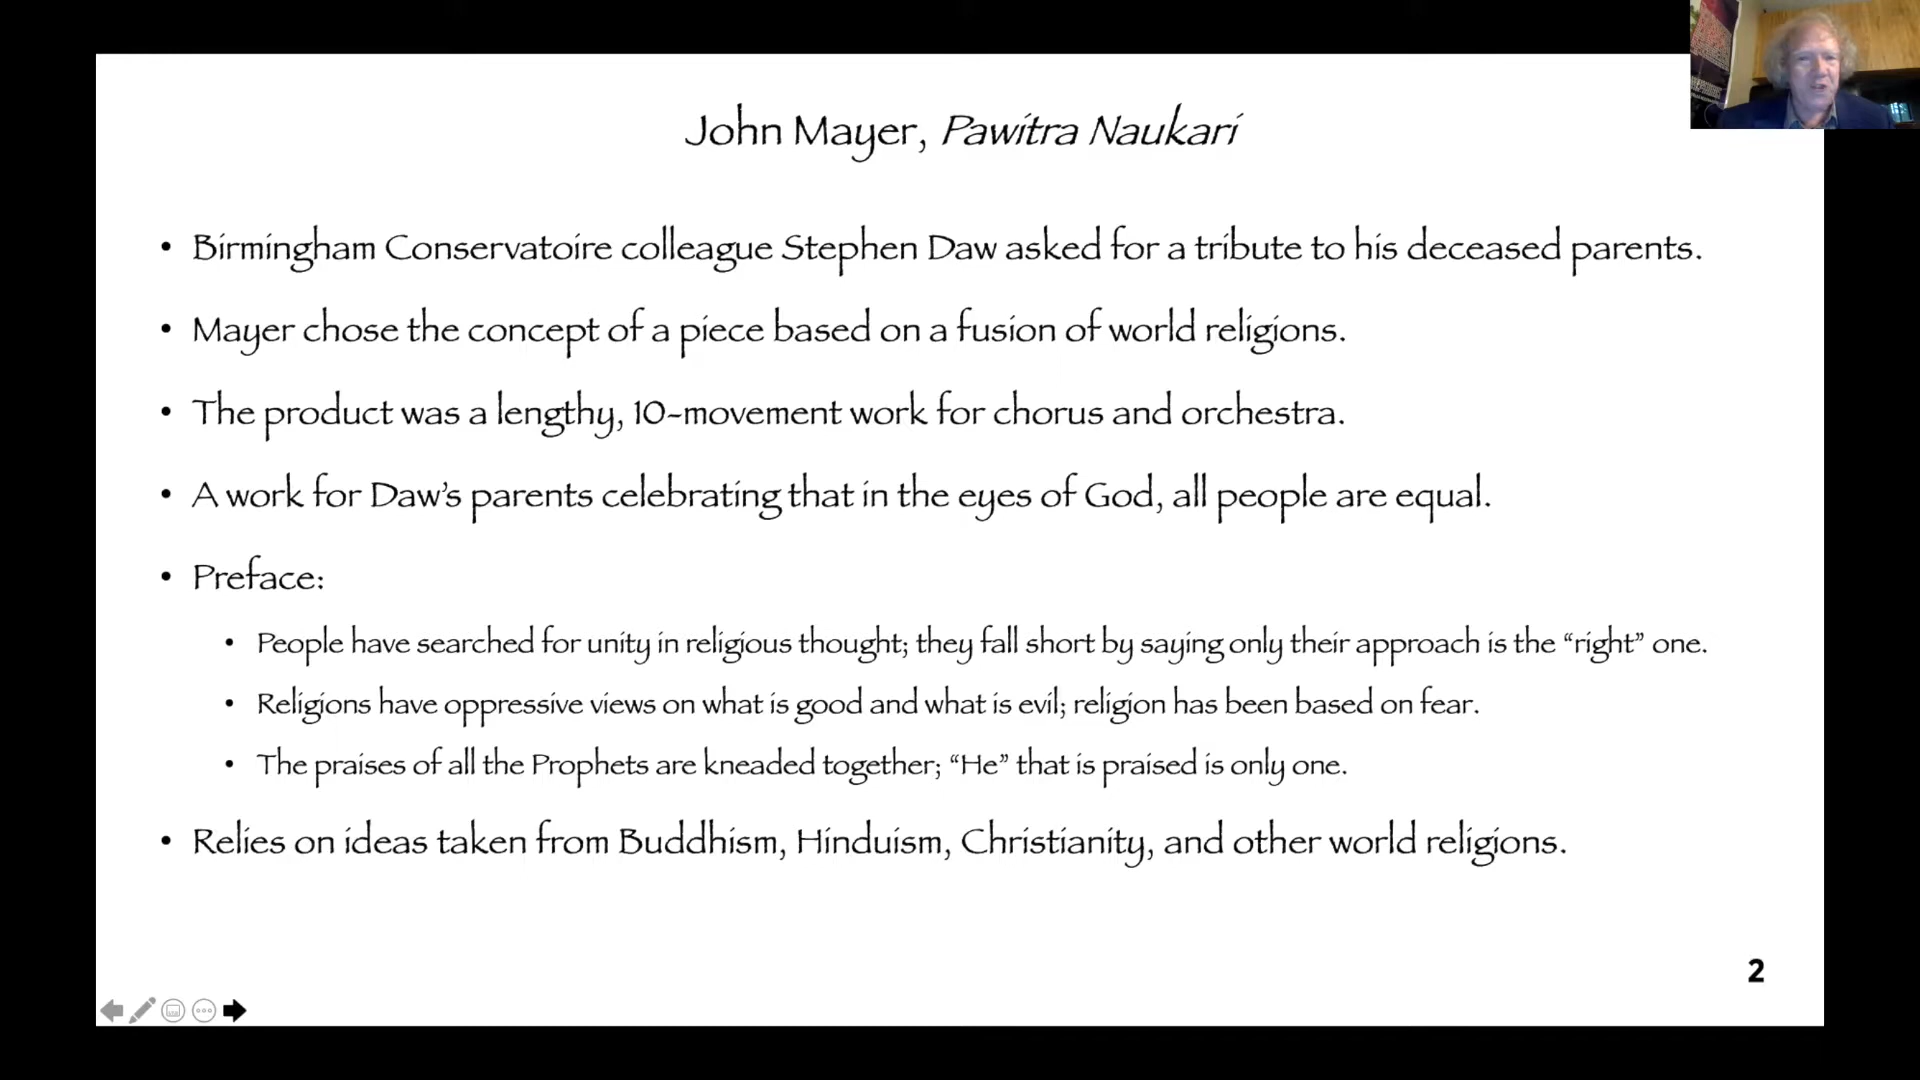 John Mayer, Pawitra Naukari
• Birmingham Conservatoire colleague Stephen Daw asked for a tribute to his deceased parents.
• Mayer chose the concept of a piece based on a fusion of world religions.
• The product was a lengthy, 10-movement work for chorus and orchestra.
• A work for Daw’s parents celebrating that in the eyes of God, all people are equal.
• Preface:
• People have searched for unity in religious thought; they fall short by saying only their approach is the “right” one.
• Religions have oppressive views on what is good and what is evil; religion has been based on fear.
• The praises of all the Prophets are kneaded together; “He” that is praised is only one.
• Relies on ideas taken from Buddhism, Hinduism, Christianity, and other world religions.
2